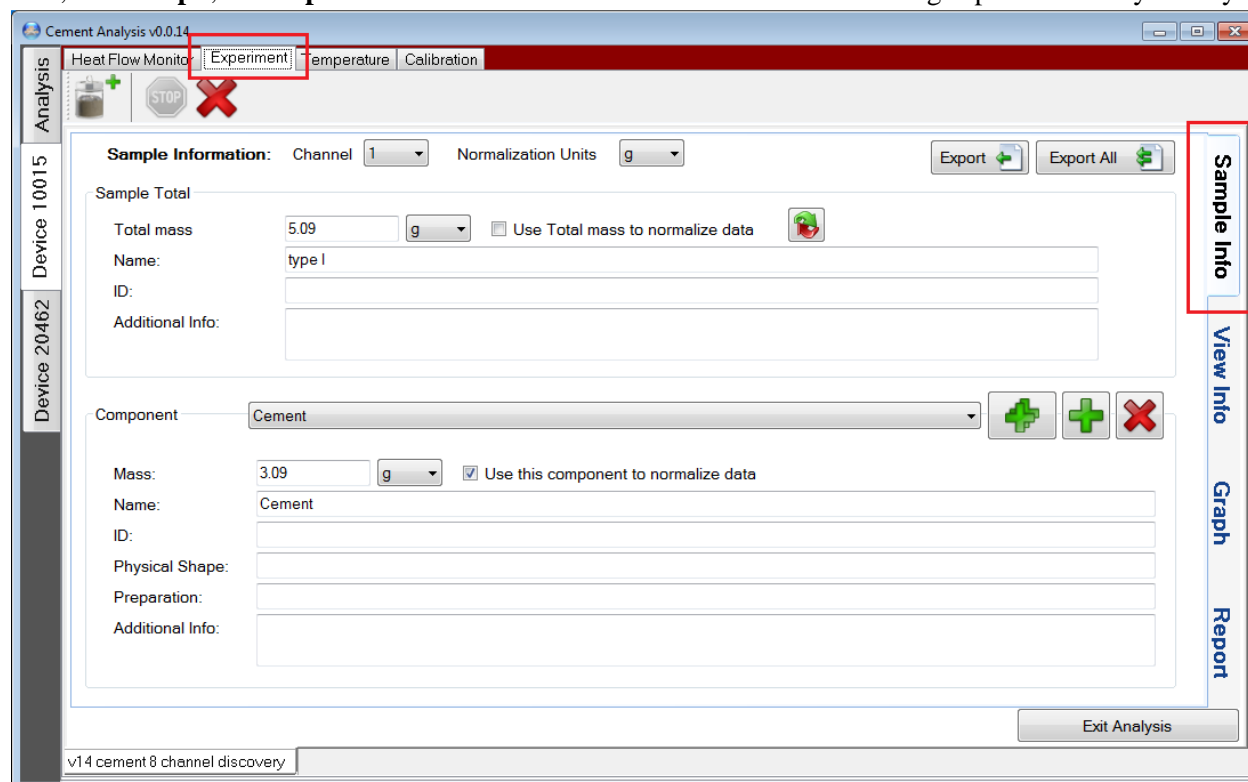 Cement Analysis v0.0.14
Heat Flow Monitor Experiment Temperature Calibration
STOP
Analysis
Device 10015
Device 20462
Sample Information: Channel 1 Normalization Units g Export Export All
Sample Total
Total mass 5.09 g Use Total mass to normalize data
Name: type I
ID:
Additional Info:
Component Cement
Mass: 3.09 g Use this component to normalize data
Name: Cement
ID:
Physical Shape:
Preparation:
Additional Info:
Sample Info
View Info
Graph
Report
Exit Analysis
v14 cement 8 channel discovery